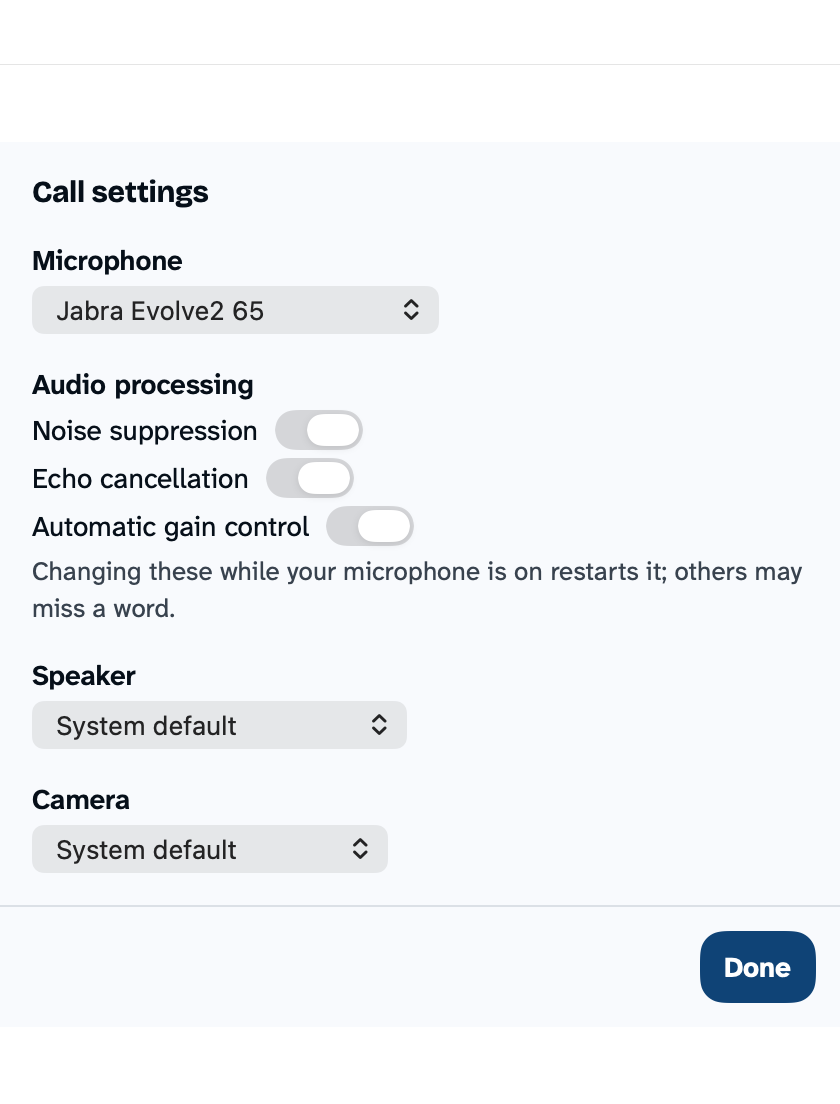 Call settings
Microphone
Jabra Evolve2 65
Audio processing
Noise suppression
Echo cancellation
Automatic gain control
Changing these while your microphone is on restarts it; others may
miss a word.
Speaker
System default
Camera
System default
Done